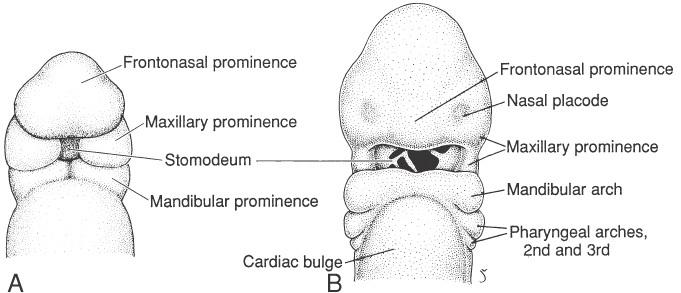 Frontonasal prominence
Maxillary prominence
Stomodeum
Mandibular prominence
A
Frontonasal prominence
Nasal placode
Maxillary prominence
Mandibular arch
Pharyngeal arches,
2nd and 3rd
Cardiac bulge
B